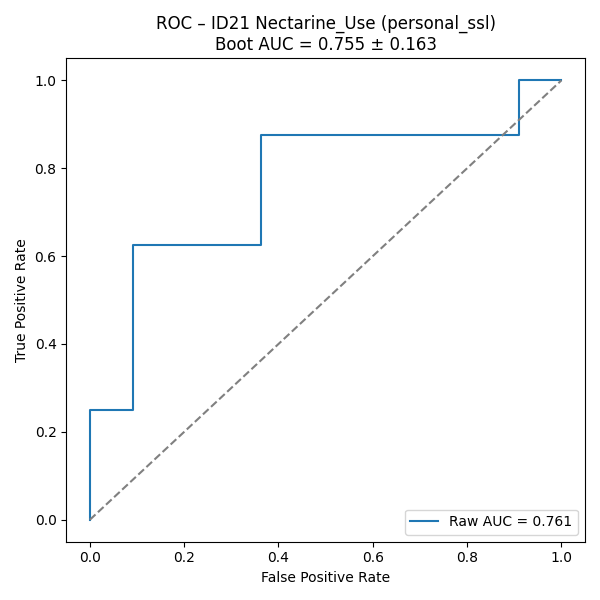 ROC – ID21 Nectarine_Use (personal_ssl)
Boot AUC = 0.755 ± 0.163
1.0
0.8
0.6
0.4
0.2
0.0
True Positive Rate
Raw AUC = 0.761
0.0 0.2 0.4 0.6 0.8 1.0
False Positive Rate